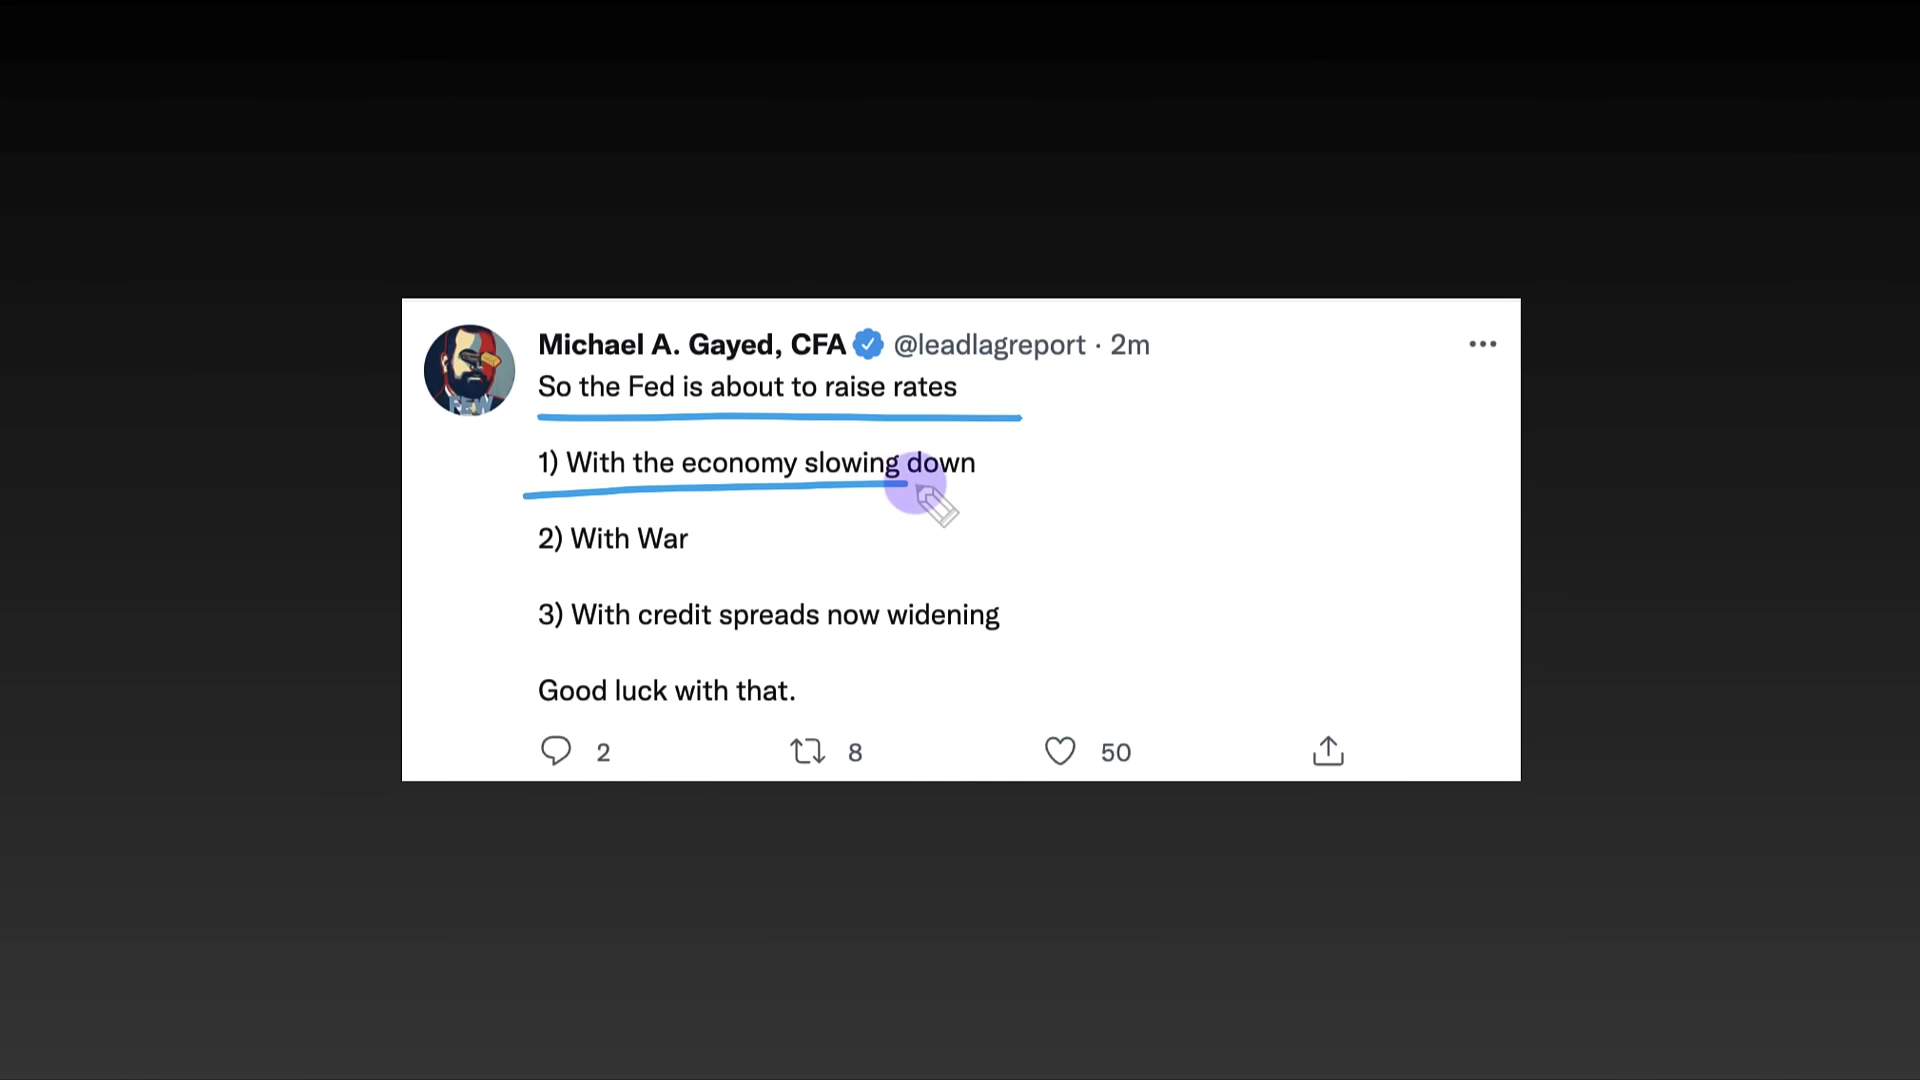 Michael A. Gayed, CFA @leadlagreport · 2m
So the Fed is about to raise rates
1) With the economy slowing down
2) With War
3) With credit spreads now widening
Good luck with that.
2 8 50
FEW